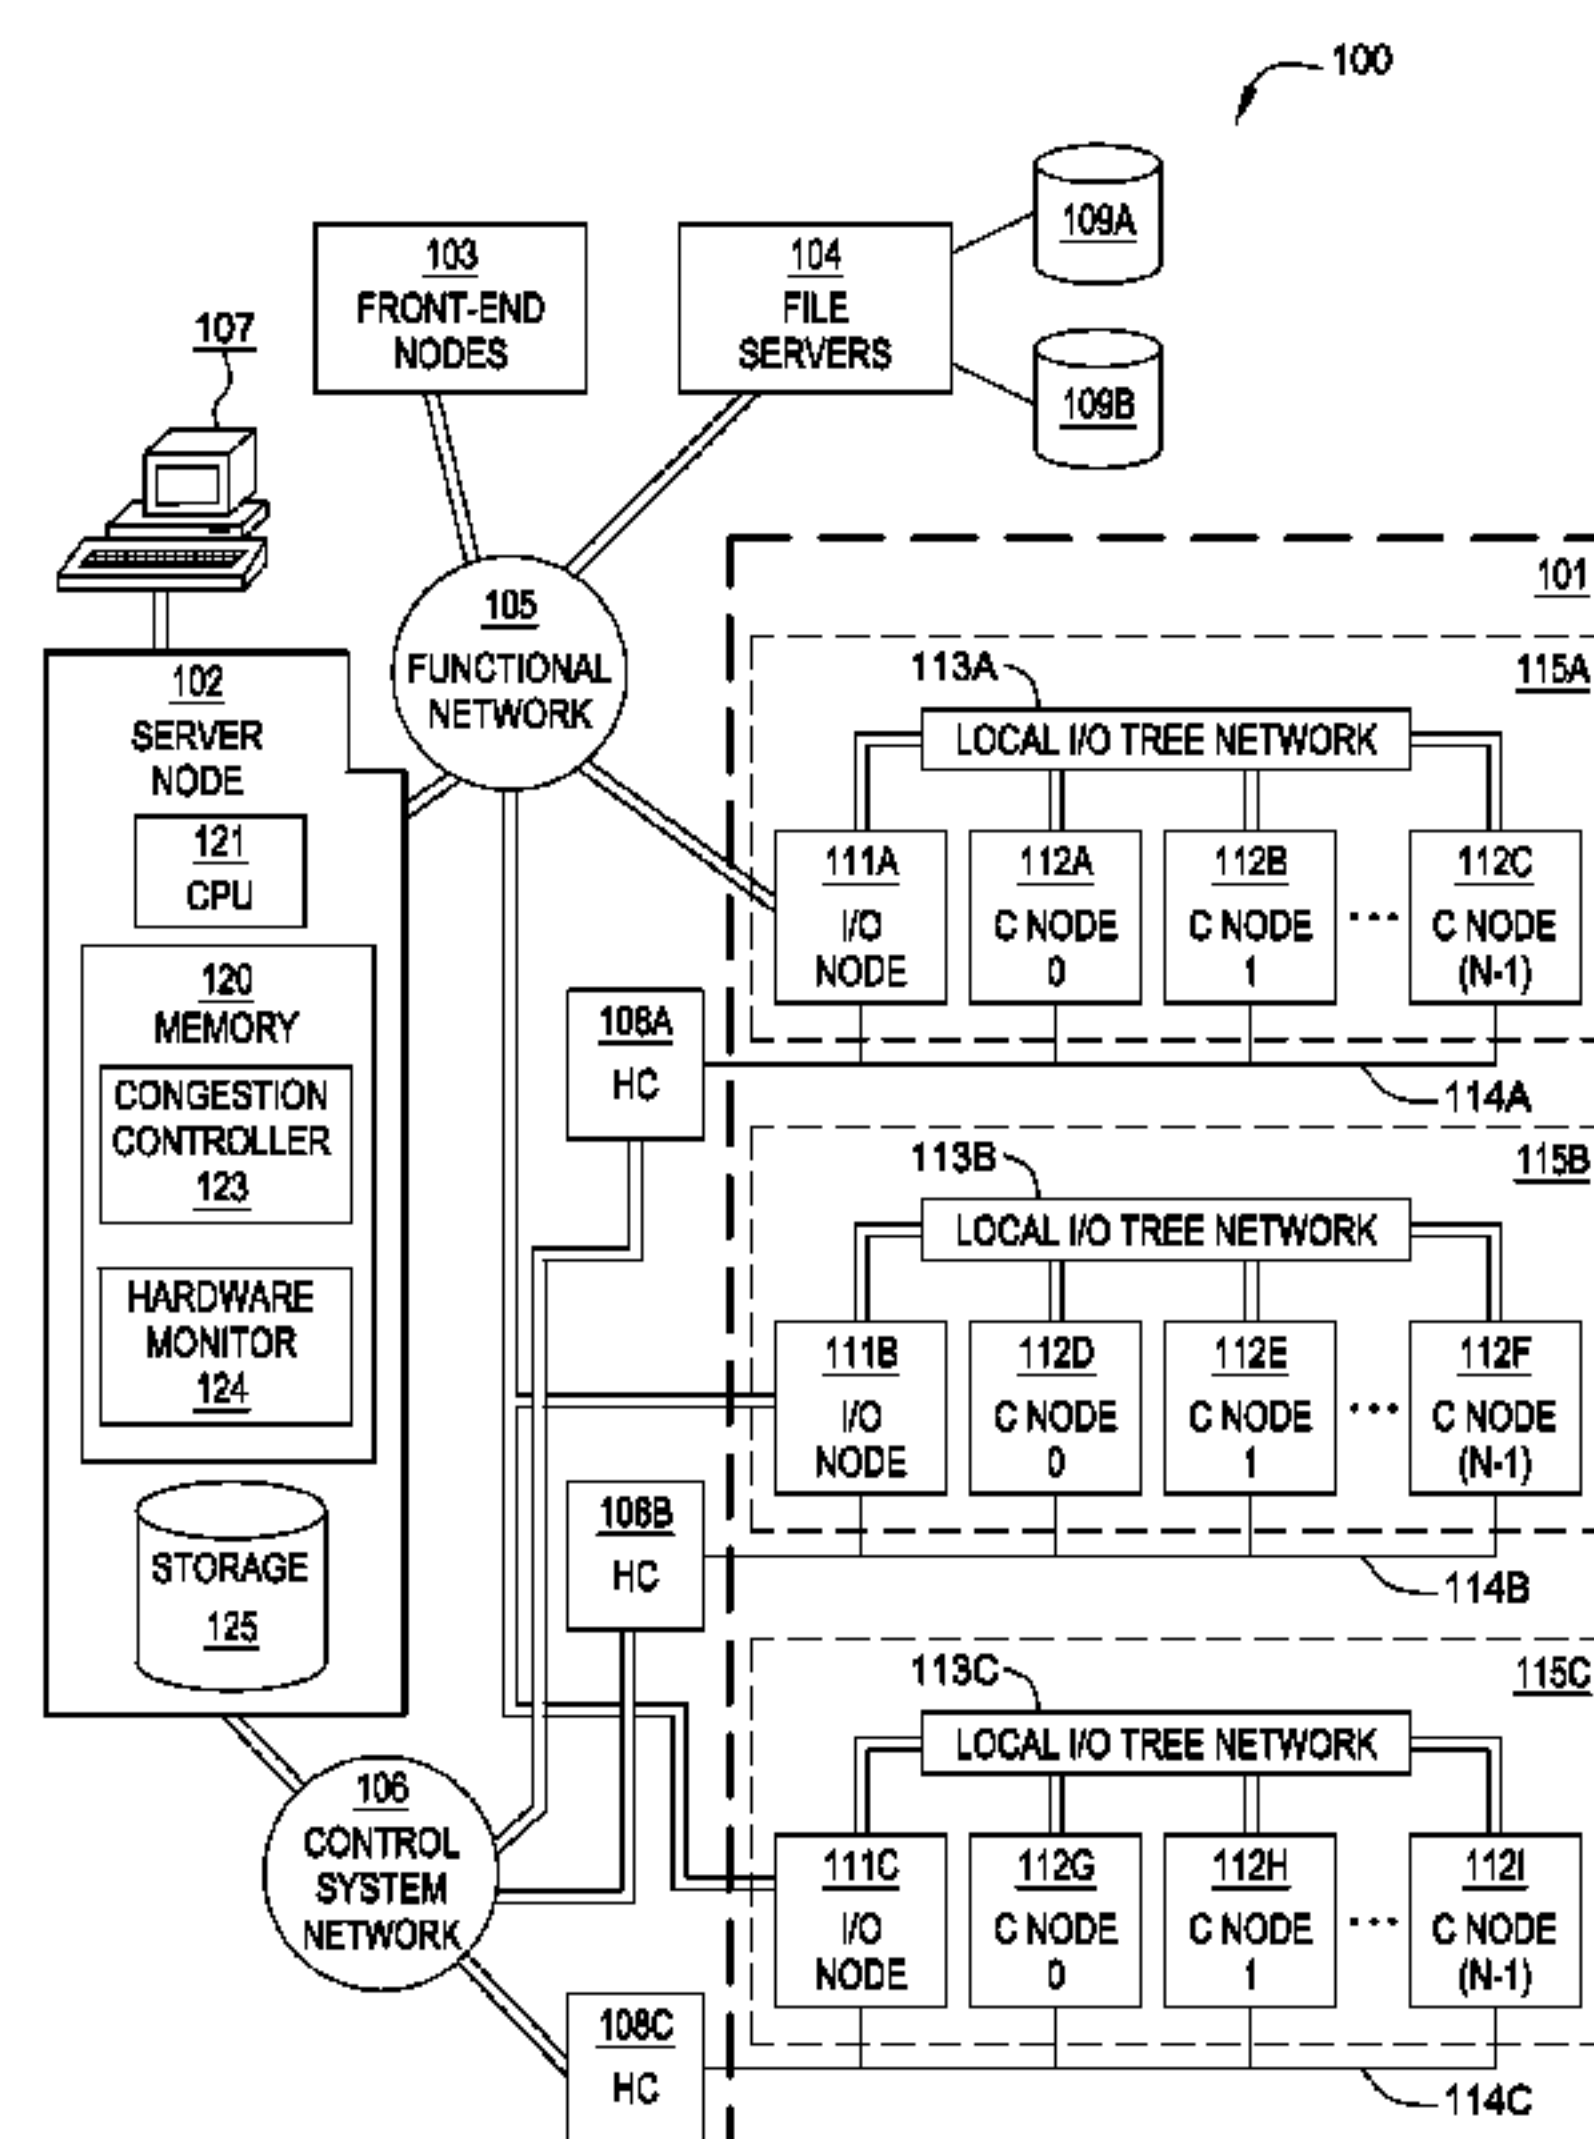 100
109A
103
FRONT-END
NODES
104
FILE
SERVERS
109B
107
105
FUNCTIONAL
NETWORK
101
102
SERVER
NODE
121
CPU
120
MEMORY
CONGESTION
CONTROLLER
123
HARDWARE
MONITOR
124
STORAGE
125
106
CONTROL
SYSTEM
NETWORK
108A
HC
108B
HC
108C
HC
113A
115A
LOCAL I/O TREE NETWORK
111A
I/O
NODE
112A
C NODE
0
112B
C NODE
1
...
112C
C NODE
(N-1)
114A
113B
115B
LOCAL I/O TREE NETWORK
111B
I/O
NODE
112D
C NODE
0
112E
C NODE
1
...
112F
C NODE
(N-1)
114B
113C
115C
LOCAL I/O TREE NETWORK
111C
I/O
NODE
112G
C NODE
0
112H
C NODE
1
...
112I
C NODE
(N-1)
114C